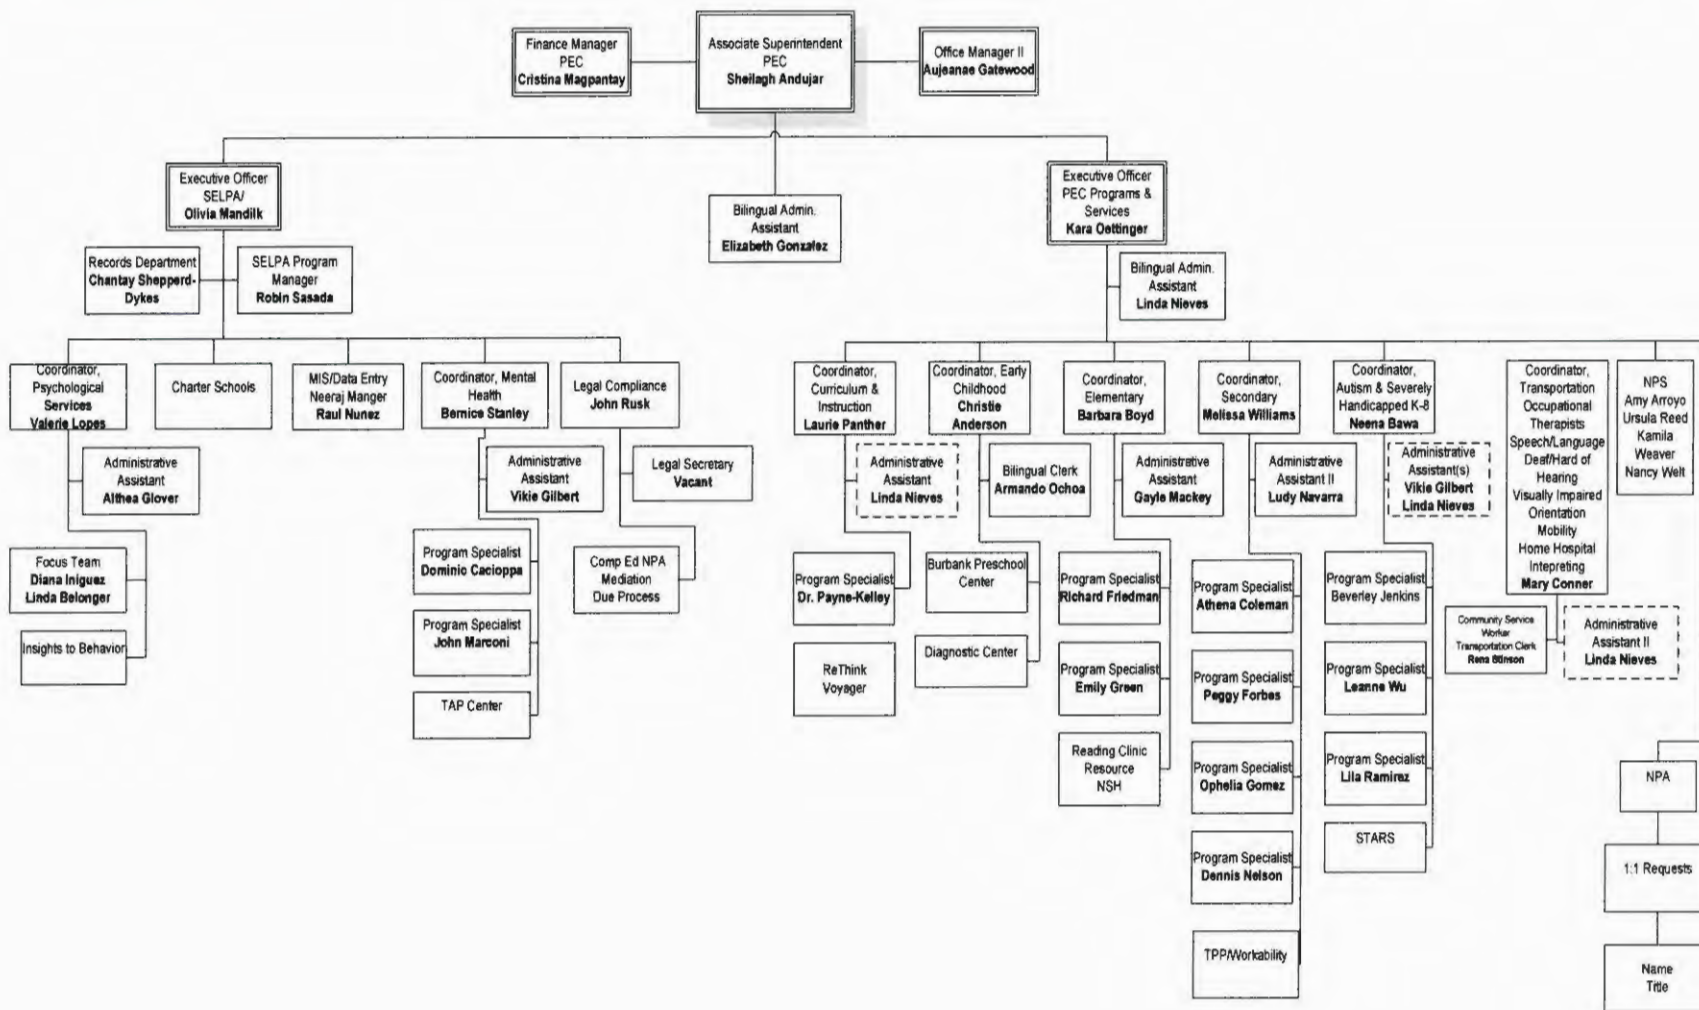 Finance Manager
PEC
Cristina Magpantay
Associate Superintendent
PEC
Sheilagh Andujar
Office Manager II
Aujeanae Gatewood
Executive Officer
SELPA/
Olivia Mandilk
Bilingual Admin.
Assistant
Elizabeth Gonzalez
Executive Officer
PEC Programs &
Services
Kara Oettinger
Records Department
Chantay Shepperd-
Dykes
SELPA Program
Manager
Robin Sasada
Bilingual Admin.
Assistant
Linda Nieves
Coordinator,
Psychological
Services
Valerie Lopes
Charter Schools
MIS/Data Entry
Neeraj Manger
Raul Nunez
Coordinator, Mental
Health
Bernice Stanley
Legal Compliance
John Rusk
Coordinator,
Curriculum &
Instruction
Laurie Panther
Coordinator, Early
Childhood
Christie
Anderson
Coordinator,
Elementary
Barbara Boyd
Coordinator,
Secondary
Melissa Williams
Coordinator,
Autism & Severely
Handicapped K-8
Neena Bawa
Coordinator,
Transportation
Occupational
Therapists
Speech/Language
Deaf/Hard of
Hearing
Visually Impaired
Orientation
Mobility
Home Hospital
Intepreting
Mary Conner
NPS
Amy Arroyo
Ursula Reed
Kamila
Weaver
Nancy Welt
Administrative
Assistant
Althea Glover
Administrative
Assistant
Vikie Gilbert
Legal Secretary
Vacant
Administrative
Assistant
Linda Nieves
Bilingual Clerk
Armando Ochoa
Administrative
Assistant
Gayle Mackey
Administrative
Assistant II
Ludy Navarra
Administrative
Assistant(s)
Vikie Gilbert
Linda Nieves
Focus Team
Diana Iniguez
Linda Belonger
Program Specialist
Dominic Cacioppa
Comp Ed NPA
Mediation
Due Process
Program Specialist
Dr. Payne-Kelley
Burbank Preschool
Center
Program Specialist
Richard Friedman
Program Specialist
Athena Coleman
Program Specialist
Beverley Jenkins
Community Service
Worker
Transportation Clerk
Rena Stinson
Administrative
Assistant II
Linda Nieves
Insights to Behavior
Program Specialist
John Marconi
ReThink
Voyager
Diagnostic Center
Program Specialist
Emily Green
Program Specialist
Peggy Forbes
Program Specialist
Leanne Wu
TAP Center
Reading Clinic
Resource
NSH
Program Specialist
Ophelia Gomez
Program Specialist
Lila Ramirez
NPA
Program Specialist
Dennis Nelson
STARS
1:1 Requests
TPP/Workability
Name
Title